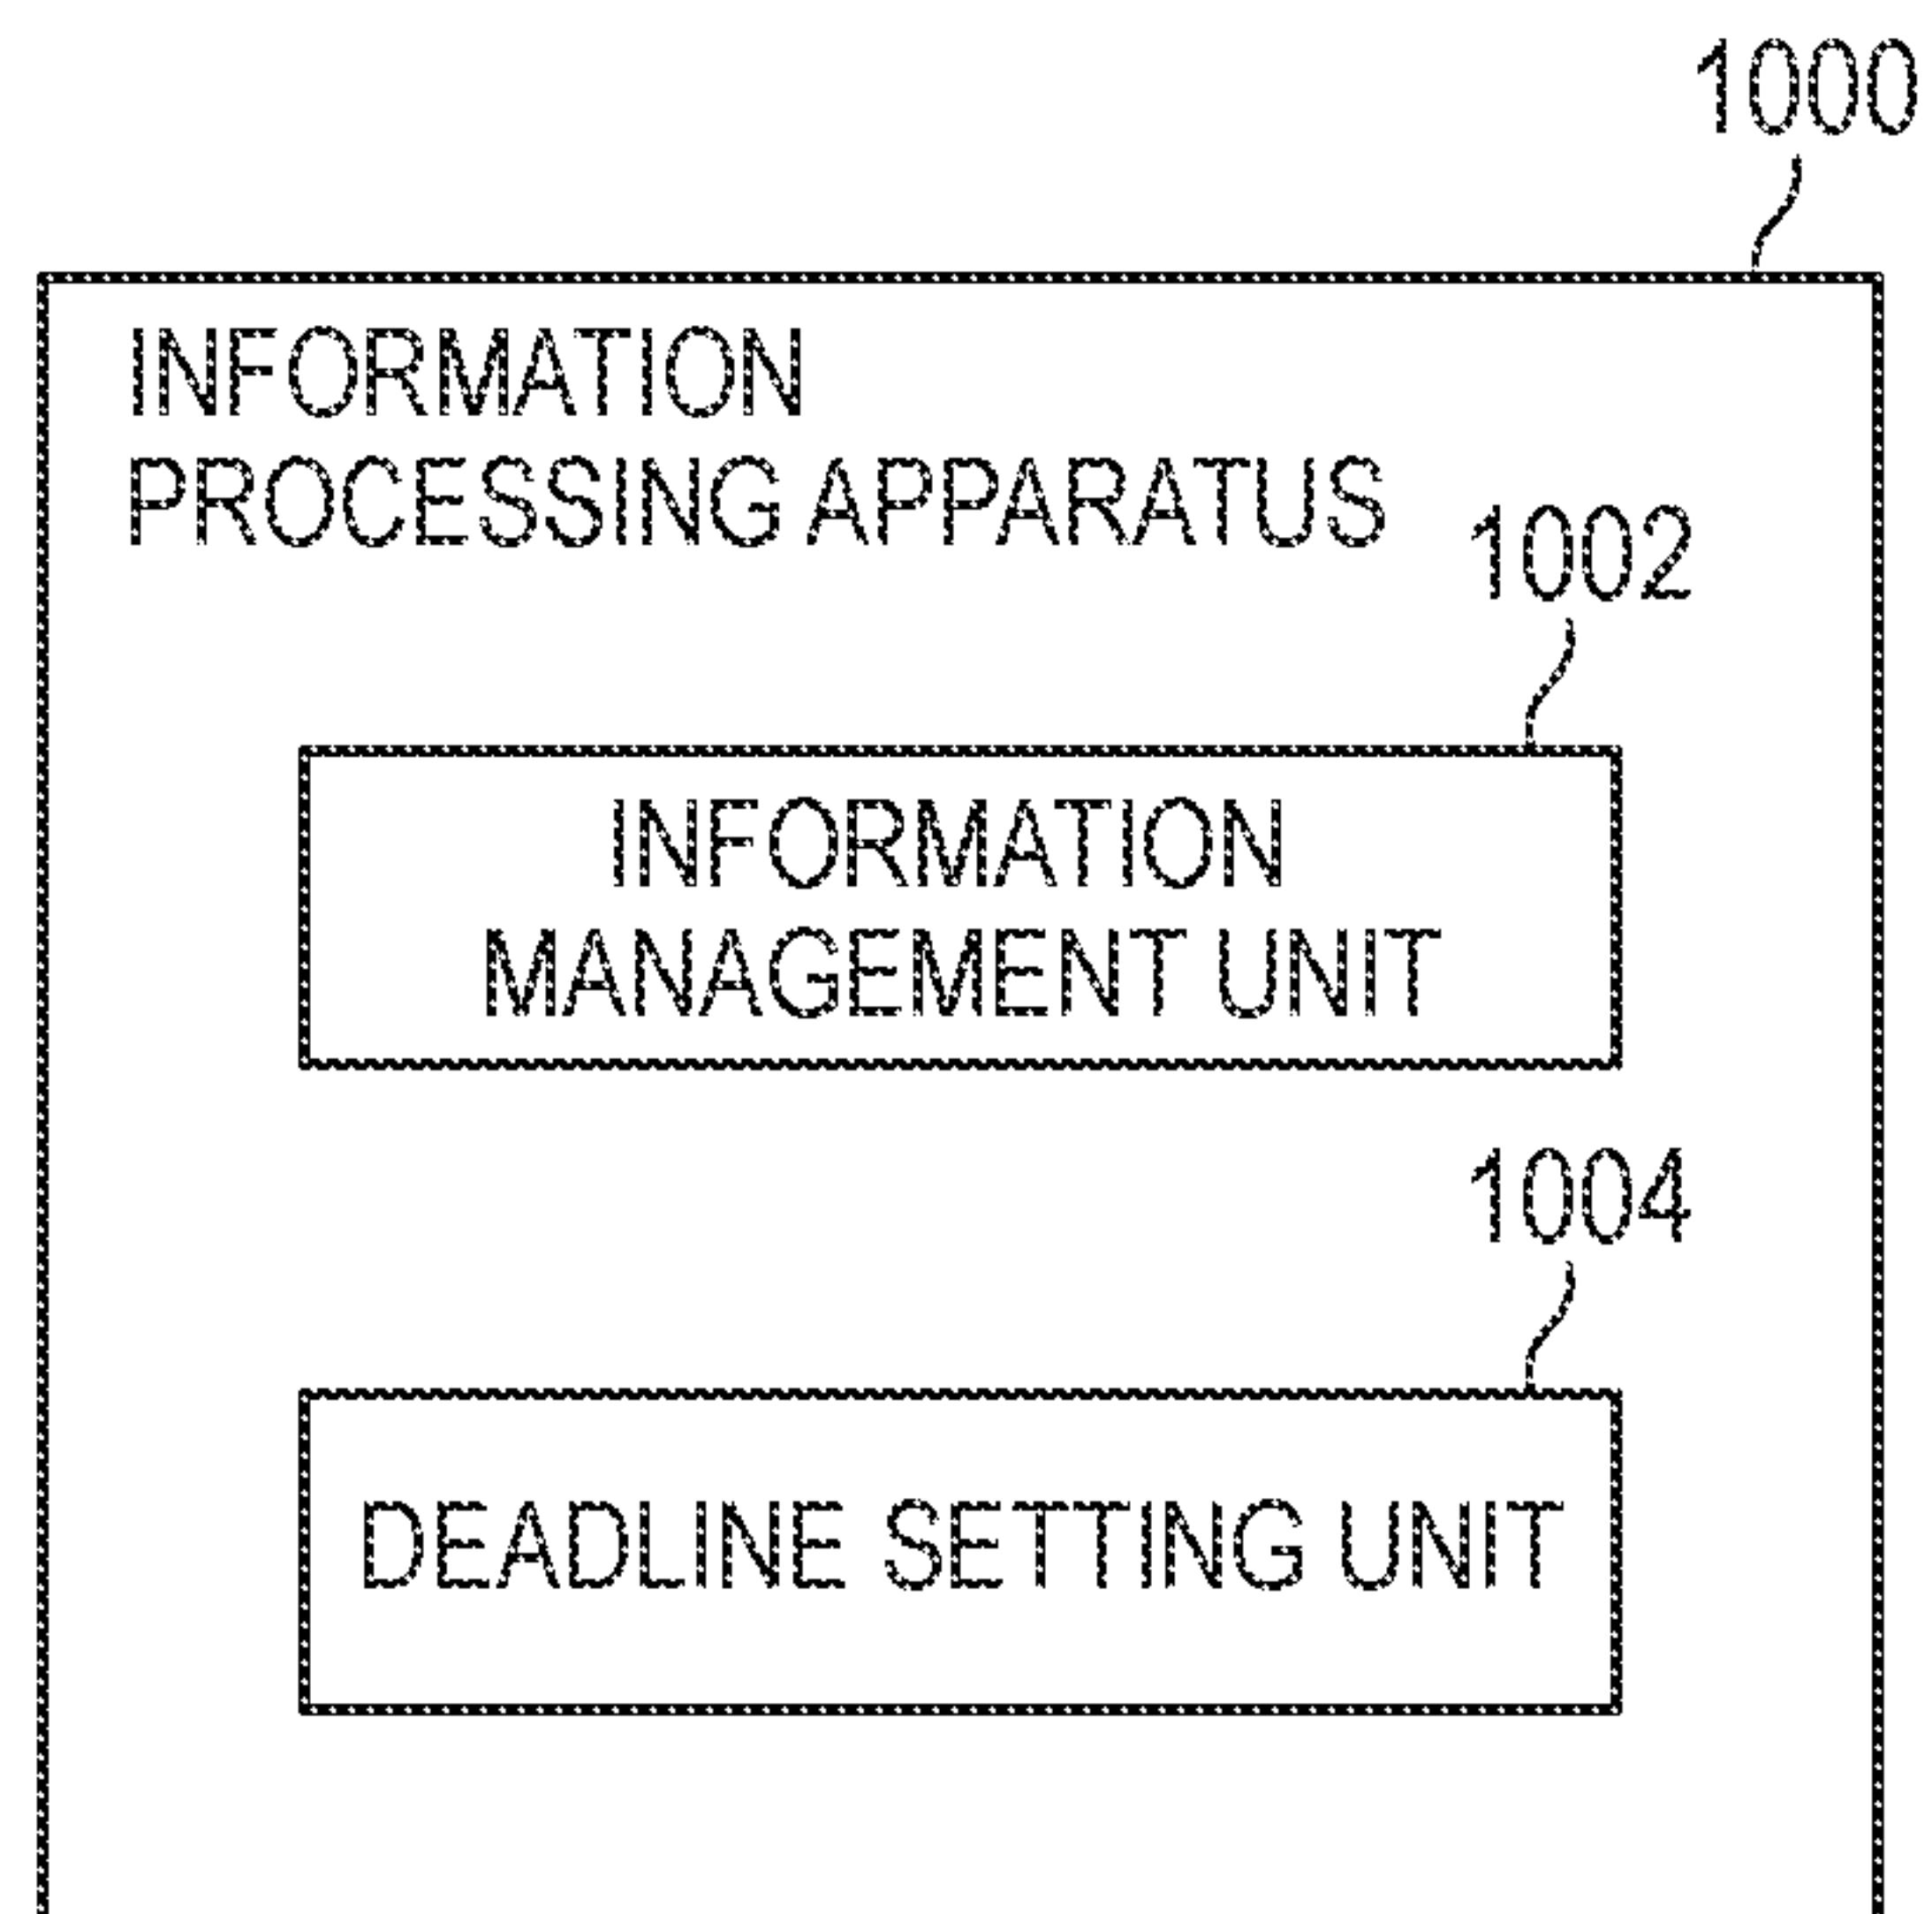 1000
INFORMATION
PROCESSING APPARATUS
1002
INFORMATION
MANAGEMENT UNIT
1004
DEADLINE SETTING UNIT